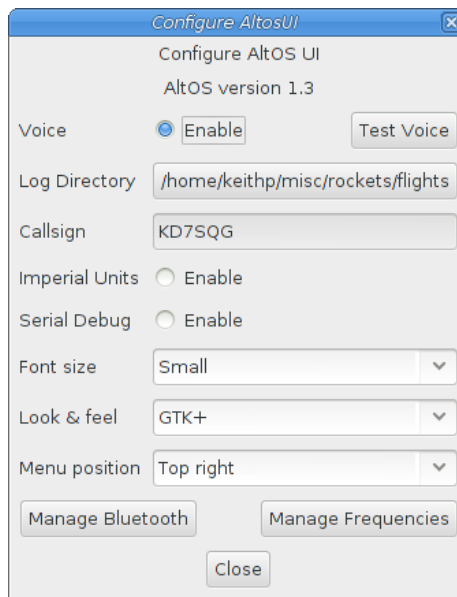 Configure AltosUI
Configure AltOS UI
AltOS version 1.3
Voice Enable Test Voice
Log Directory /home/keithp/misc/rockets/flights
Callsign KD7SQG
Imperial Units Enable
Serial Debug Enable
Font size Small
Look & feel GTK+
Menu position Top right
Manage Bluetooth Manage Frequencies
Close